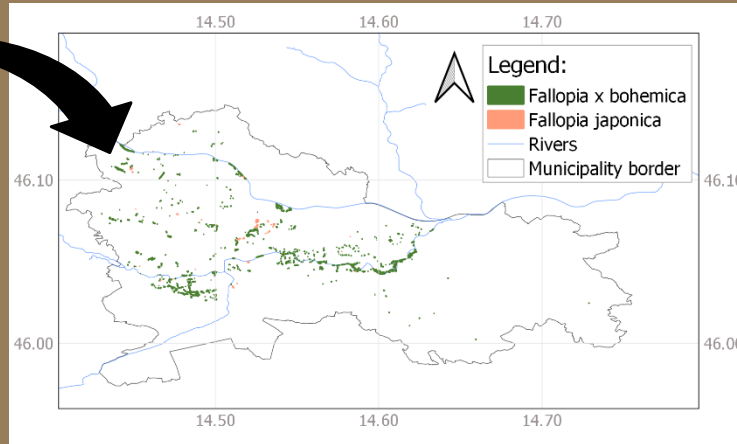 14.50 14.60 14.70
Legend:
Fallopia x bohemica
Fallopia japonica
Rivers
Municipality border
46.10 46.10
46.00 46.00
14.50 14.60 14.70